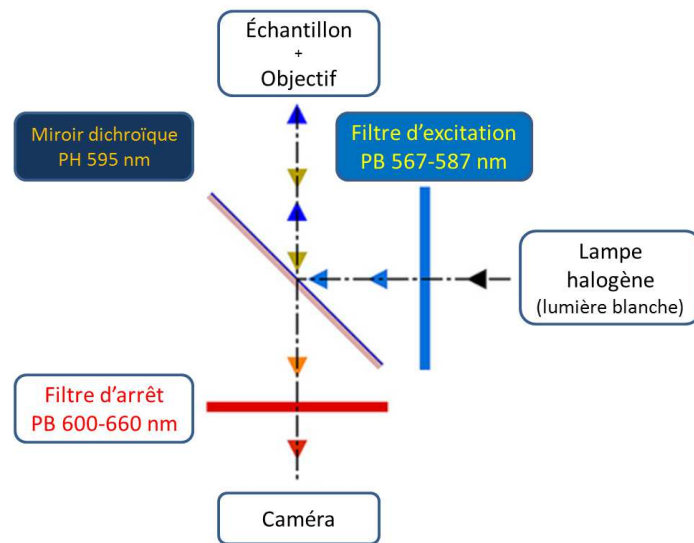 Échantillon
+
Objectif
Miroir dichroïque
PH 595 nm
Filtre d’excitation
PB 567-587 nm
Lampe
halogène
(lumière blanche)
Filtre d’arrêt
PB 600-660 nm
Caméra